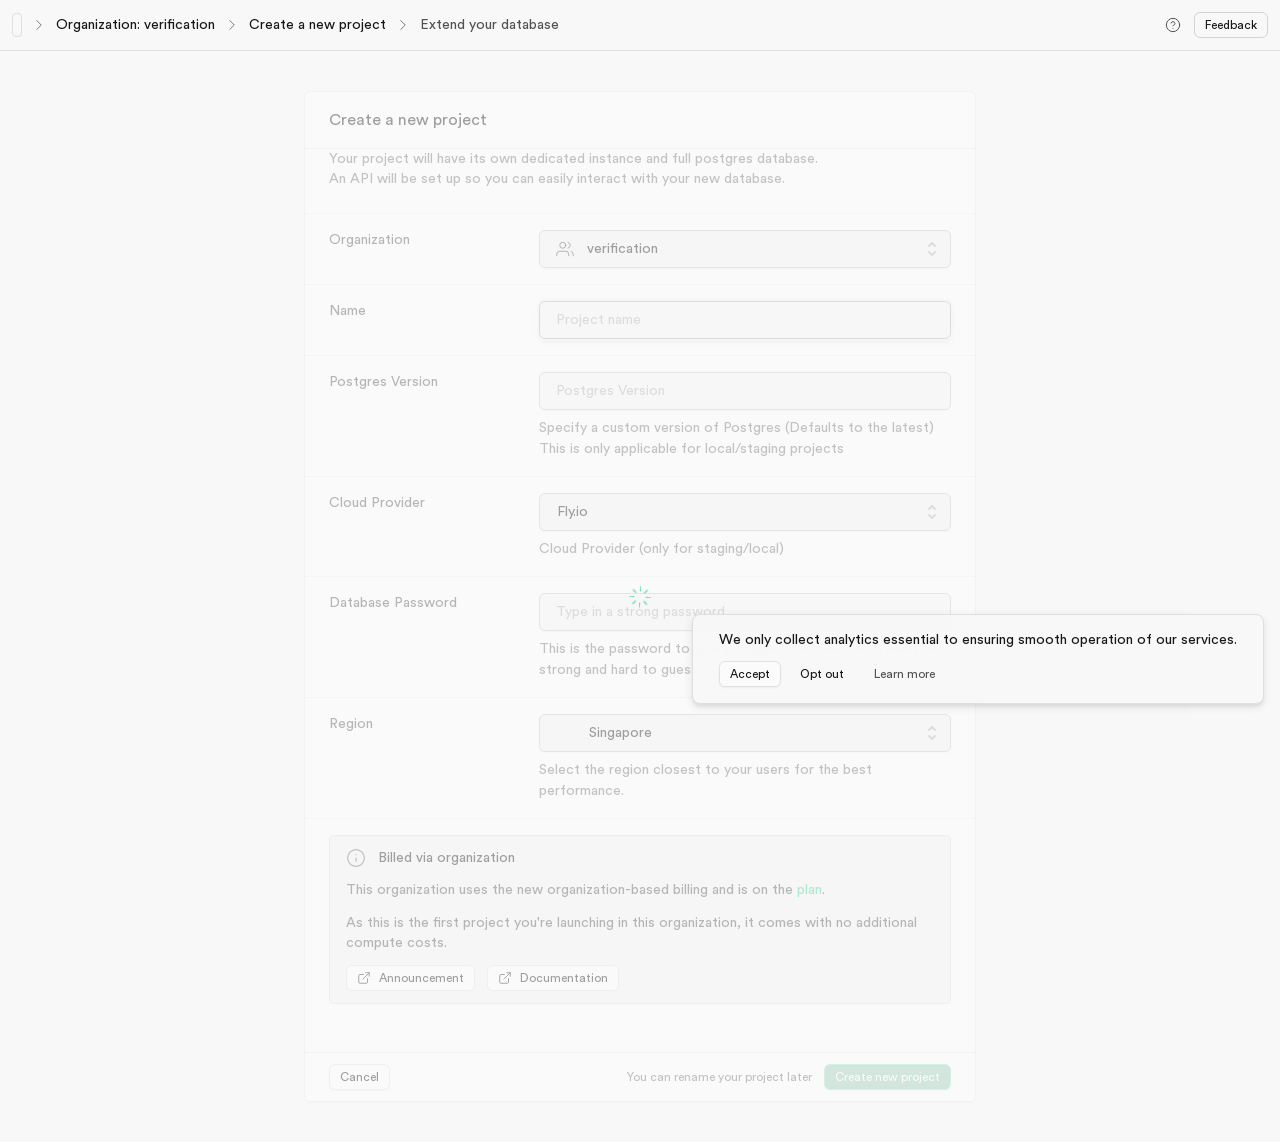 Organization: verification
Create a new project
Extend your database
Feedback
Create a new project
Your project will have its own dedicated instance and full postgres database.
An API will be set up so you can easily interact with your new database.
Organization
verification
Name
Project name
Postgres Version
Postgres Version
Specify a custom version of Postgres (Defaults to the latest)
This is only applicable for local/staging projects
Cloud Provider
Fly.io
Cloud Provider (only for staging/local)
Database Password
Type in a strong password
This is the password to
strong and hard to gues
We only collect analytics essential to ensuring smooth operation of our services.
Accept
Opt out
Learn more
Region
Singapore
Select the region closest to your users for the best
performance.
Billed via organization
This organization uses the new organization-based billing and is on the plan.
As this is the first project you're launching in this organization, it comes with no additional
compute costs.
Announcement
Documentation
Cancel
You can rename your project later
Create new project